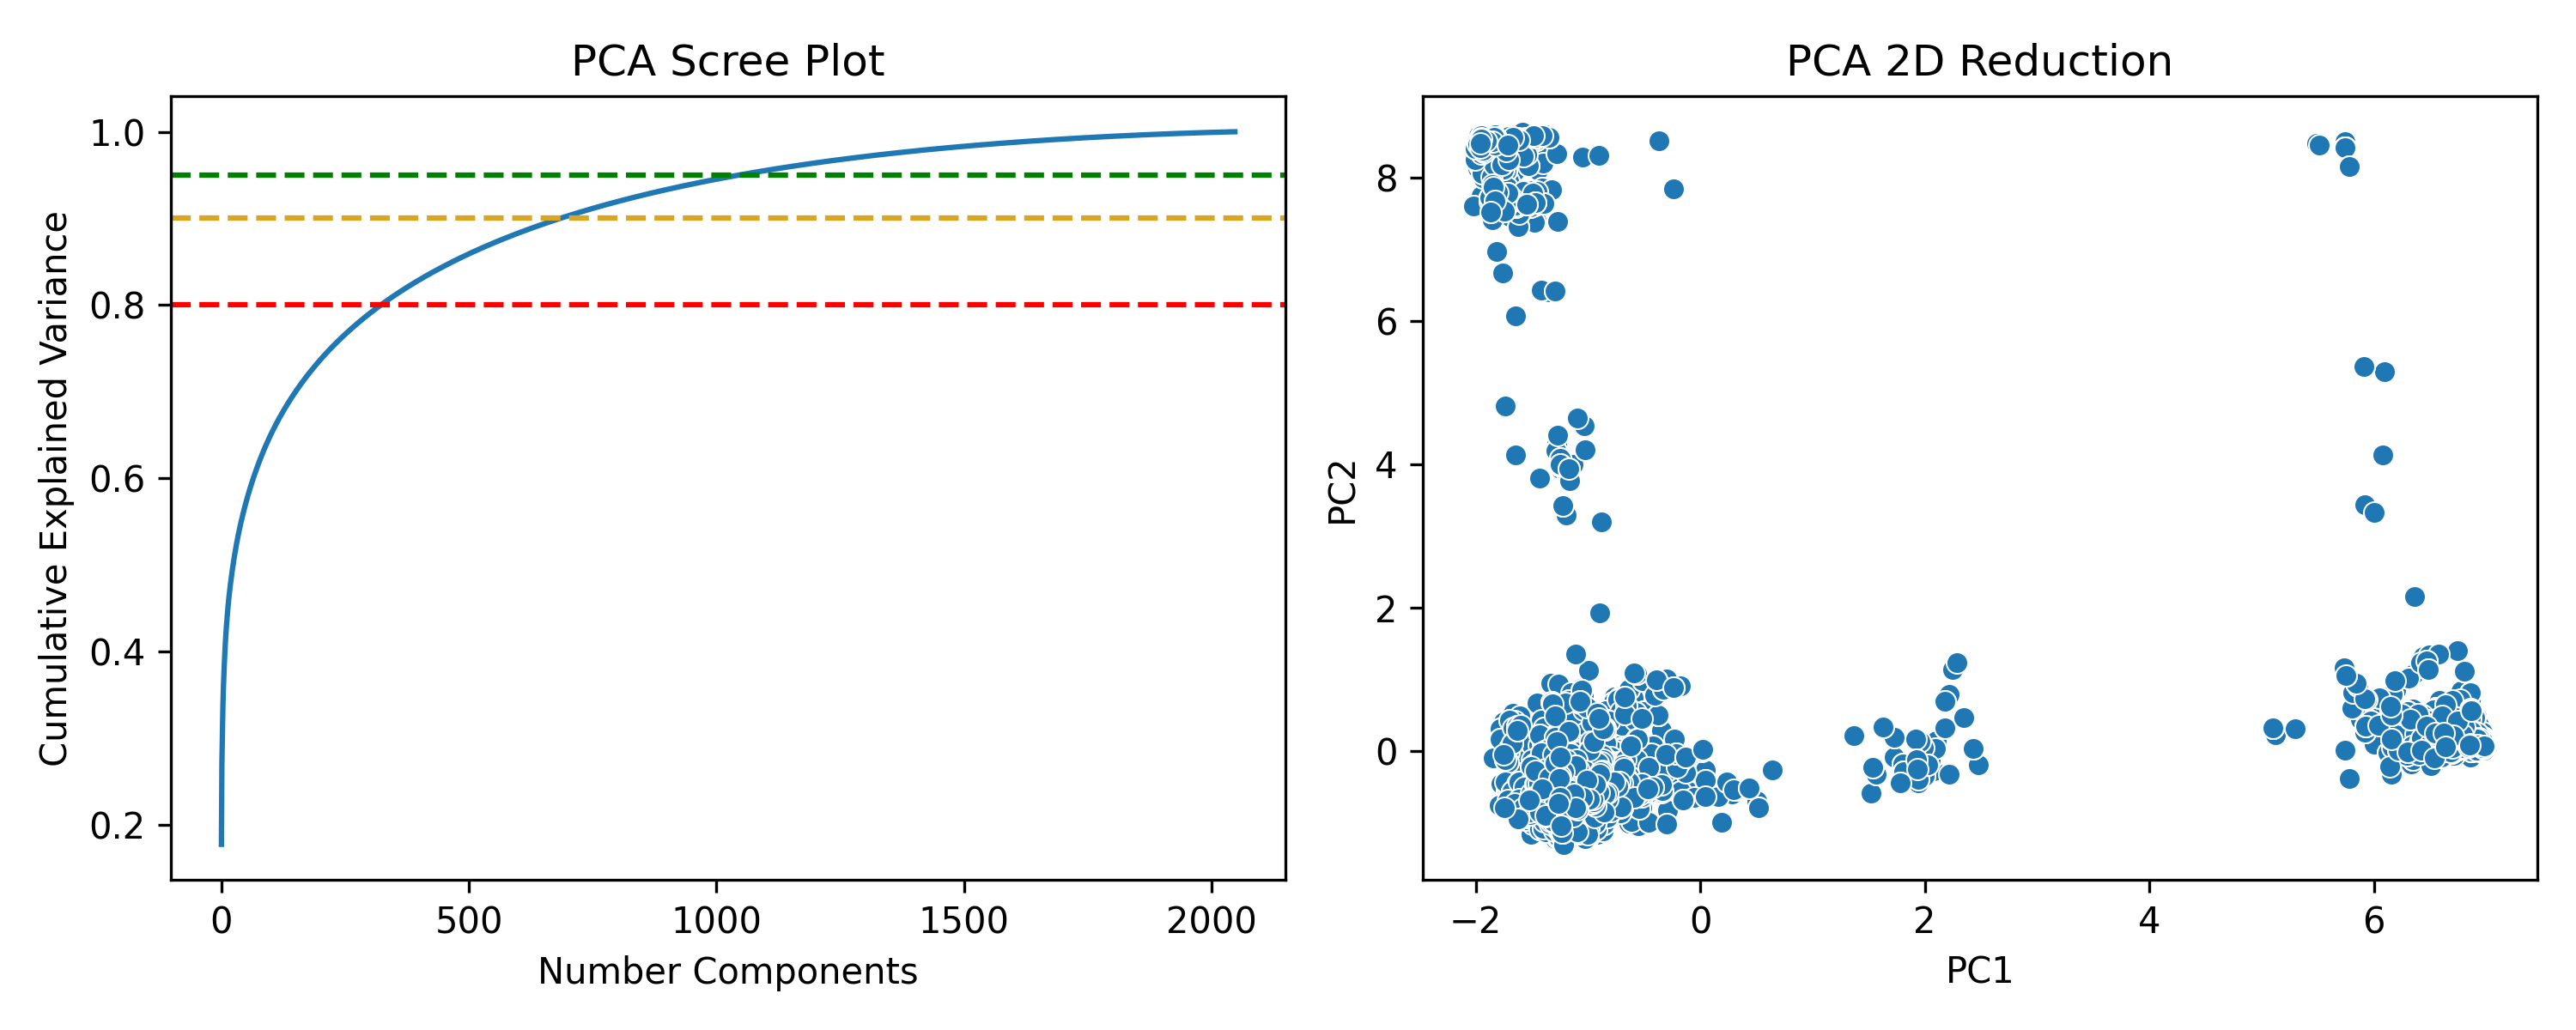 PCA Scree Plot
Cumulative Explained Variance
1.0
0.8
0.6
0.4
0.2
0 500 1000 1500 2000
Number Components
PCA 2D Reduction
PC2
8
6
4
2
0
−2 0 2 4 6
PC1